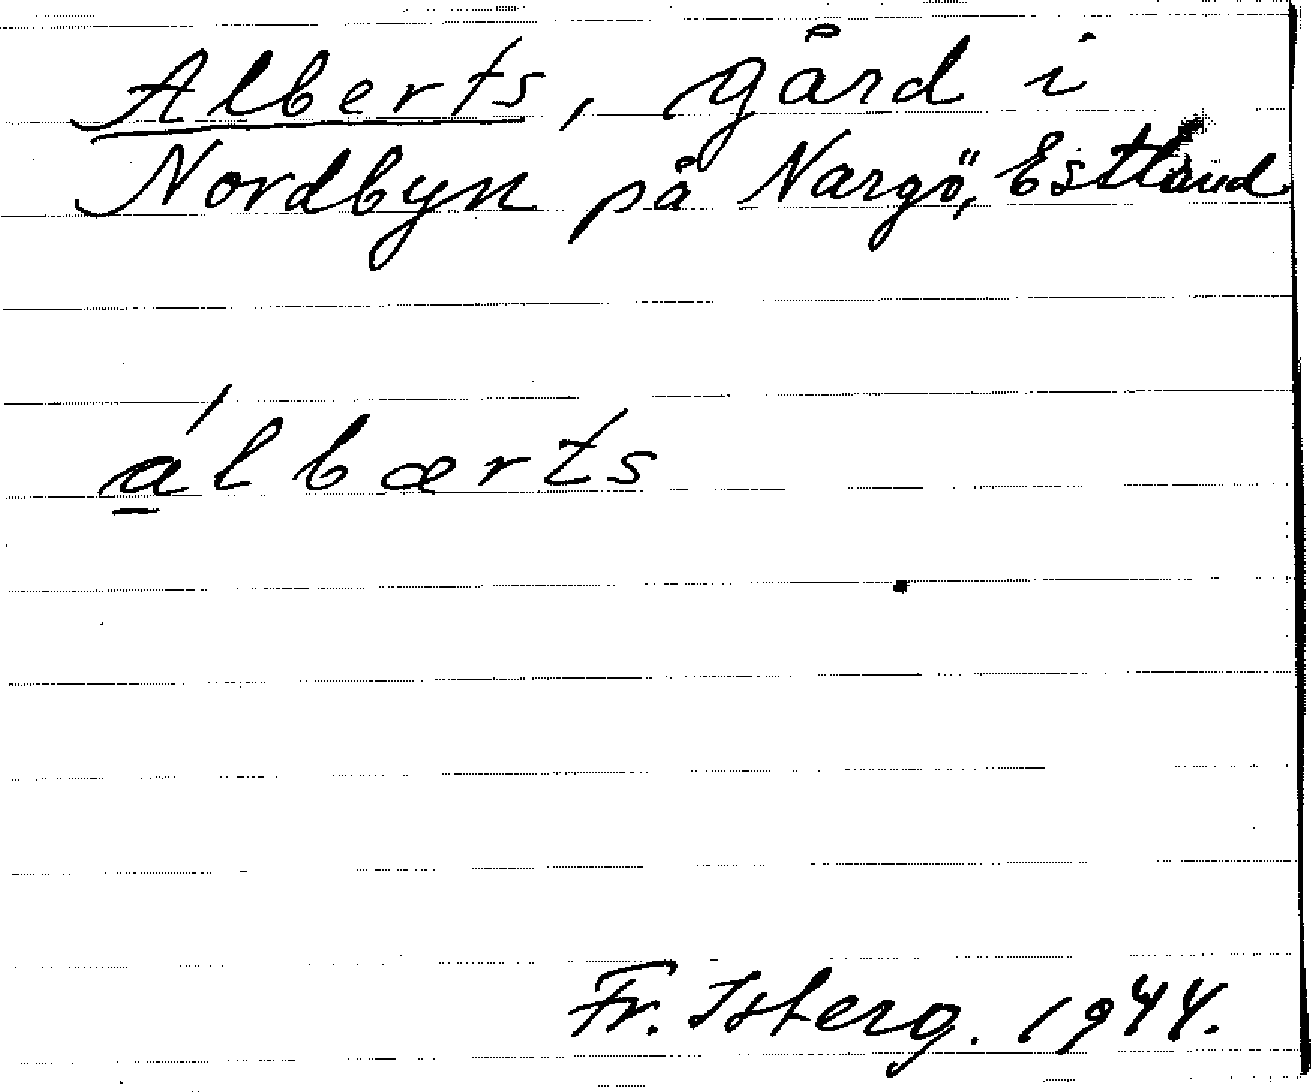 Alberts, gård i
Nordbyn på Nargö, Estland
álbærts
Fr. Isberg. 1944.